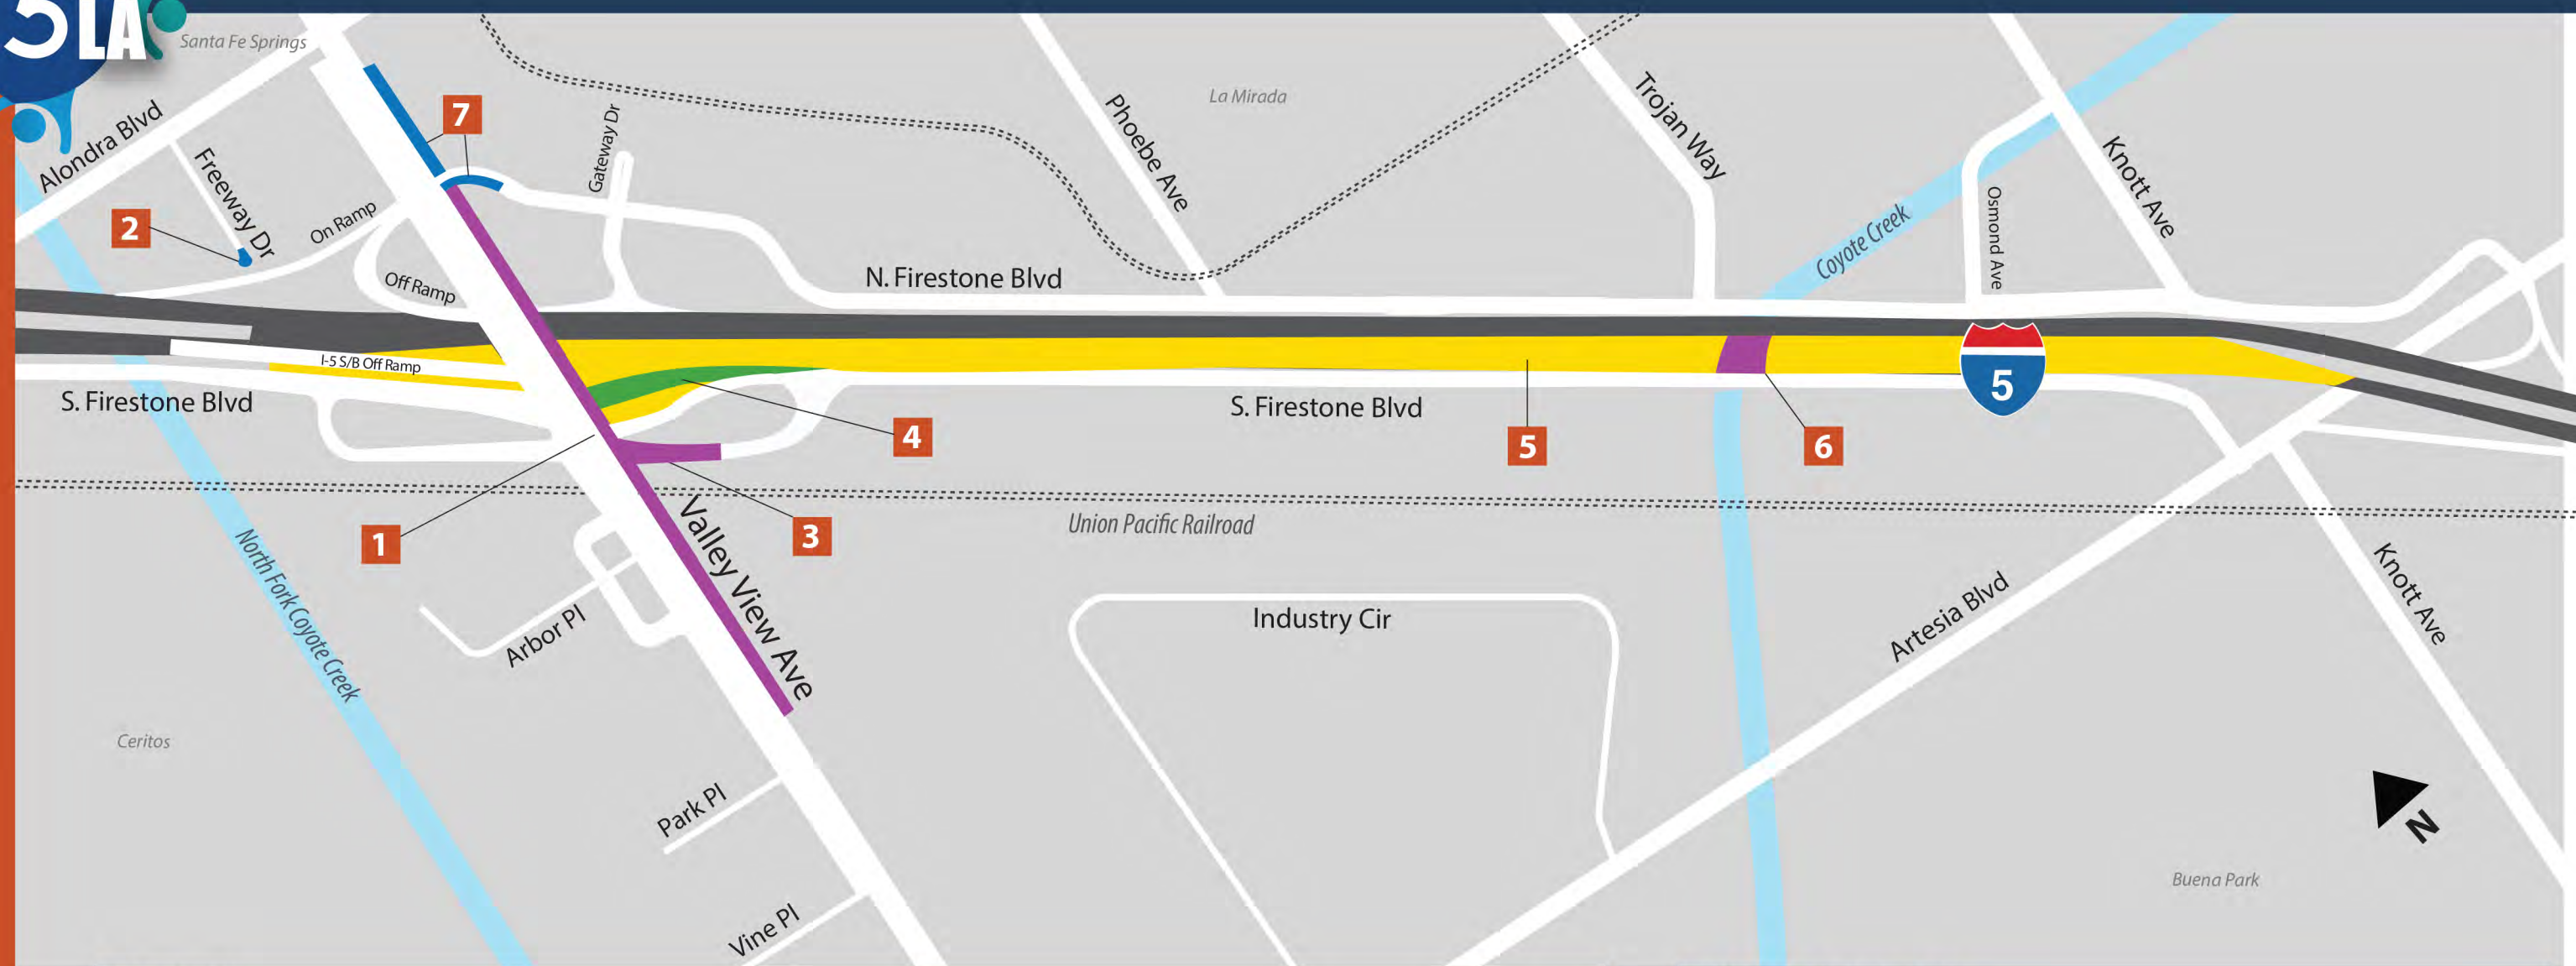 5
LA
Santa Fe Springs
Alondra Blvd
Freeway Dr
2
On Ramp
Off Ramp
7
Gateway Dr
Phoebe Ave
La Mirada
Trojan Way
Knott Ave
Osmond Ave
Coyote Creek
N. Firestone Blvd
I-5 S/B Off Ramp
S. Firestone Blvd
S. Firestone Blvd
4
5
6
5
1
3
Valley View Ave
Union Pacific Railroad
North Fork Coyote Creek
Arbor Pl
Industry Cir
Artesia Blvd
Knott Ave
Ceritos
Park Pl
Vine Pl
Buena Park
N